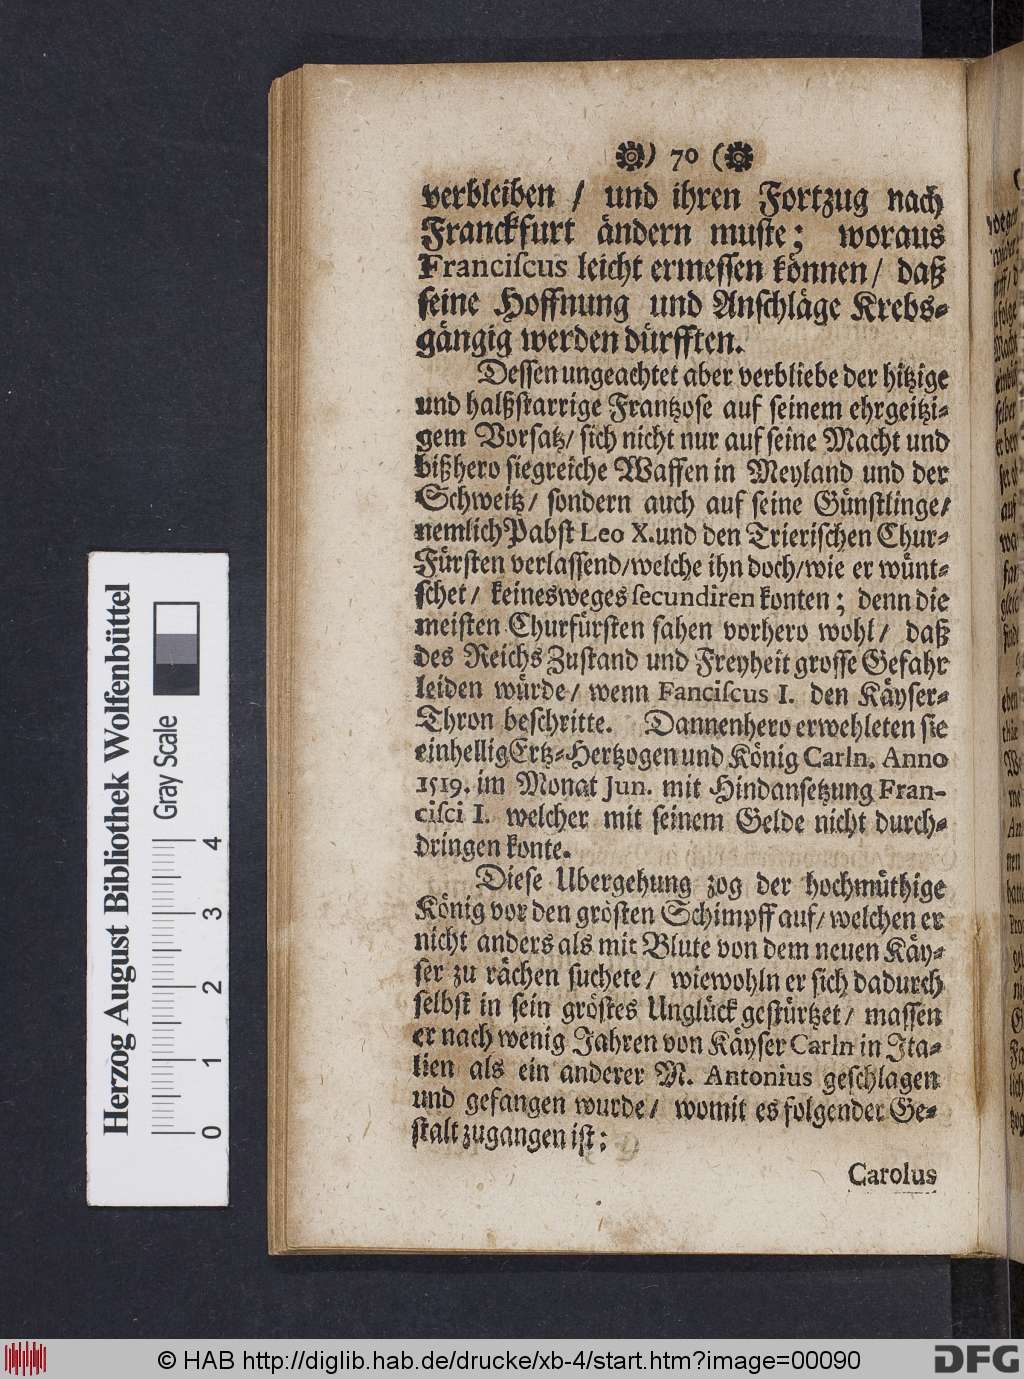 ) 70 (
verbleiben / und ihren Fortzug nach
Franckfurt ändern muste; woraus
Franciſcus leicht ermeſſen können / daß
ſeine Hoffnung und Anſchläge Krebs-
gängig werden dürfften.
Deſſen ungeachtet aber verbliebe der hitzige
und halßſtarrige Frantzoſe auf ſeinem ehrgeitzi-
gem Vorſatz / ſich nicht nur auf ſeine Macht und
bißhero ſiegreiche Waffen in Meyland und der
Schweitz / ſondern auch auf ſeine Günſtlinge /
nemlich Pabſt Leo X. und den Trieriſchen Chur-
Fürſten verlaſſend / welche ihn doch / wie er wünt-
ſchet / keinesweges ſecundiren konten; denn die
meiſten Churfürſten ſahen vorhero wohl / daß
des Reichs Zuſtand und Freyheit groſſe Gefahr
leiden würde / wenn Fanciſcus I. den Käyſer-
Thron beſchritte. Dannenhero erwehleten ſie
einhellig Ertz-Hertzogen und König Carln. Anno
1519. im Monat Jun. mit Hindanſetzung Fran-
ciſci I. welcher mit ſeinem Gelde nicht durch-
dringen konte.
Dieſe Ubergehung zog der hochmüthige
König vor den gröſten Schimpff auf / welchen er
nicht anders als mit Blute von dem neuen Käy-
ſer zu rächen ſuchete / wiewohln er ſich dadurch
ſelbſt in ſein gröſtes Unglück geſtürtzet / maſſen
er nach wenig Jahren von Käyſer Carln in Ita-
lien als ein anderer M. Antonius geſchlagen
und gefangen wurde / womit es folgender Ge-
ſtalt zugangen iſt:
Carolus
Herzog August Bibliothek Wolfenbüttel
Gray Scale
0 1 2 3 4
© HAB http://diglib.hab.de/drucke/xb-4/start.htm?image=00090
DFG